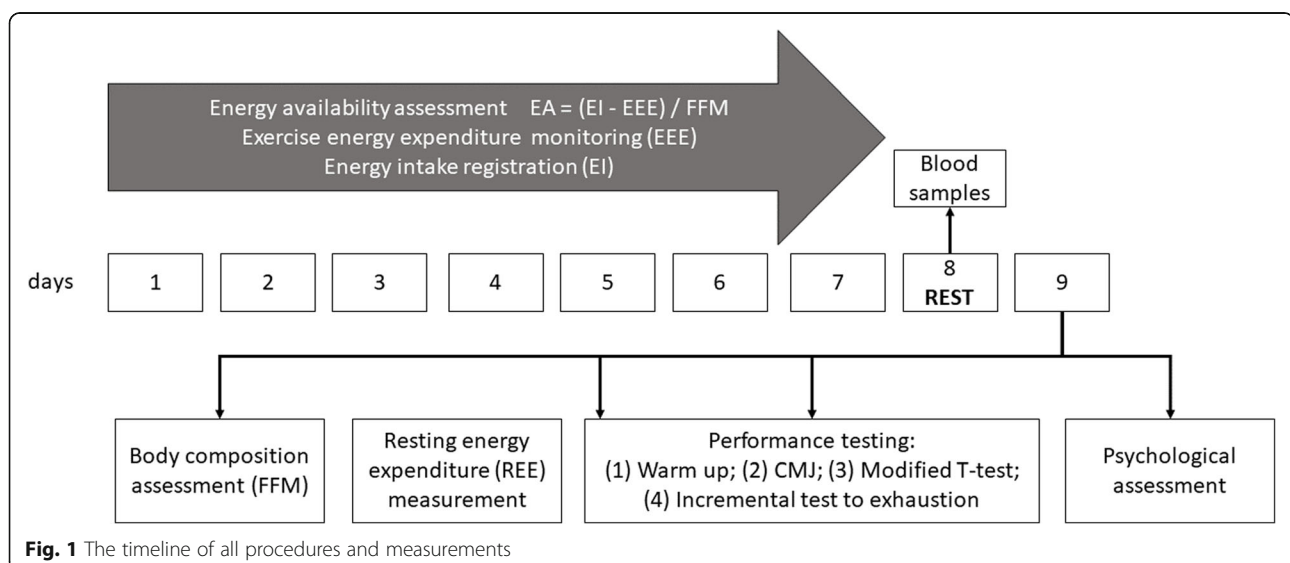 Energy availability assessment EA = (EI - EEE) / FFM
Exercise energy expenditure monitoring (EEE)
Energy intake registration (EI)
Blood
samples
days 1 2 3 4 5 6 7 8 9
REST
Body composition
assessment (FFM)
Resting energy
expenditure (REE)
measurement
Performance testing:
(1) Warm up; (2) CMJ; (3) Modified T-test;
(4) Incremental test to exhaustion
Psychological
assessment
Fig. 1 The timeline of all procedures and measurements